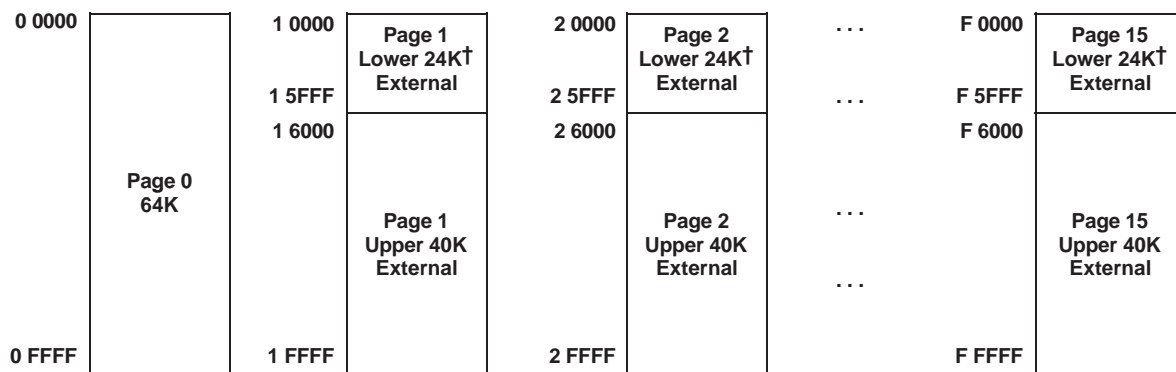 0 0000
Page 0
64K
0 FFFF
1 0000
Page 1
Lower 24K†
External
1 5FFF
1 6000
Page 1
Upper 40K
External
1 FFFF
2 0000
Page 2
Lower 24K†
External
2 5FFF
2 6000
Page 2
Upper 40K
External
2 FFFF
. . .
. . .
. . .
. . .
F 0000
Page 15
Lower 24K†
External
F 5FFF
F 6000
Page 15
Upper 40K
External
F FFFF